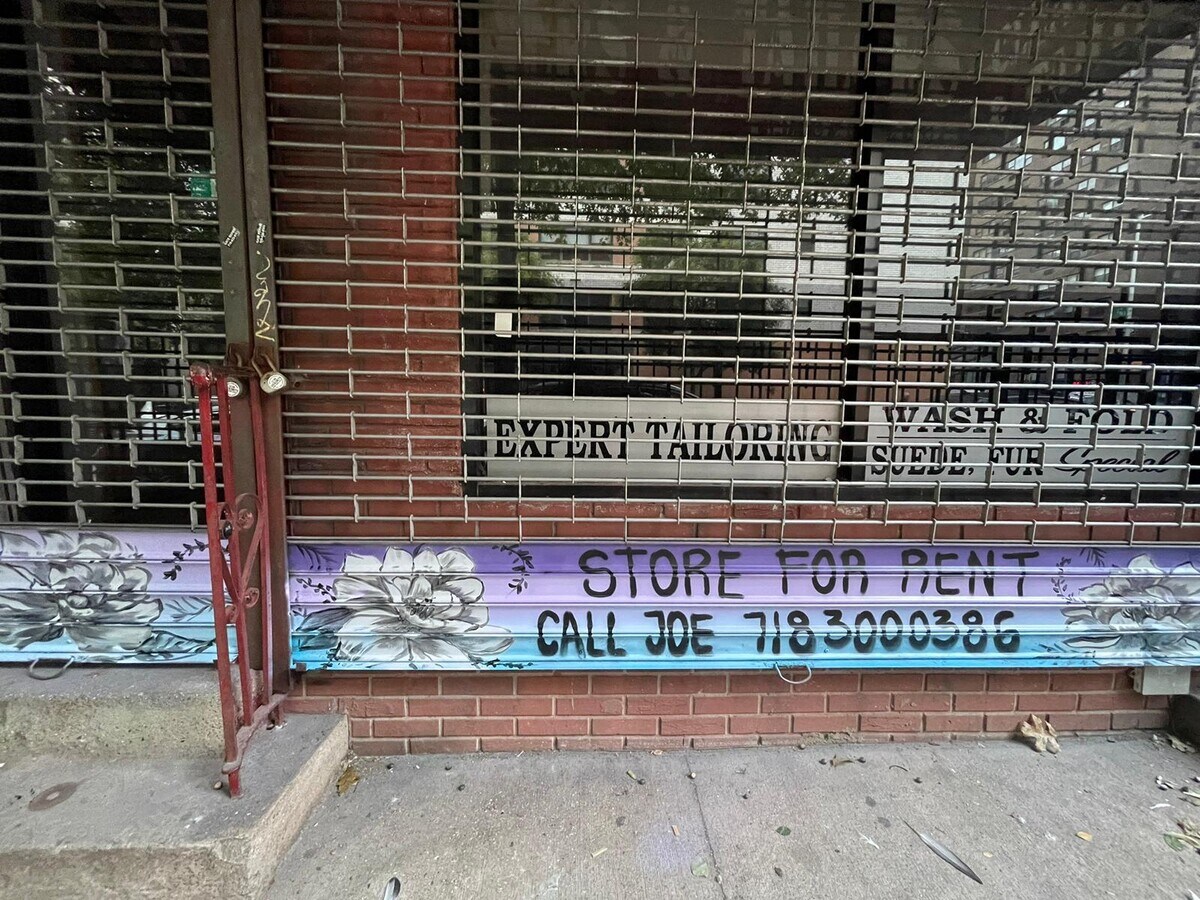 EXPERT TAILORING
WASH & FOLD
SUEDE, FUR Special
STORE FOR RENT
CALL JOE 7183000386